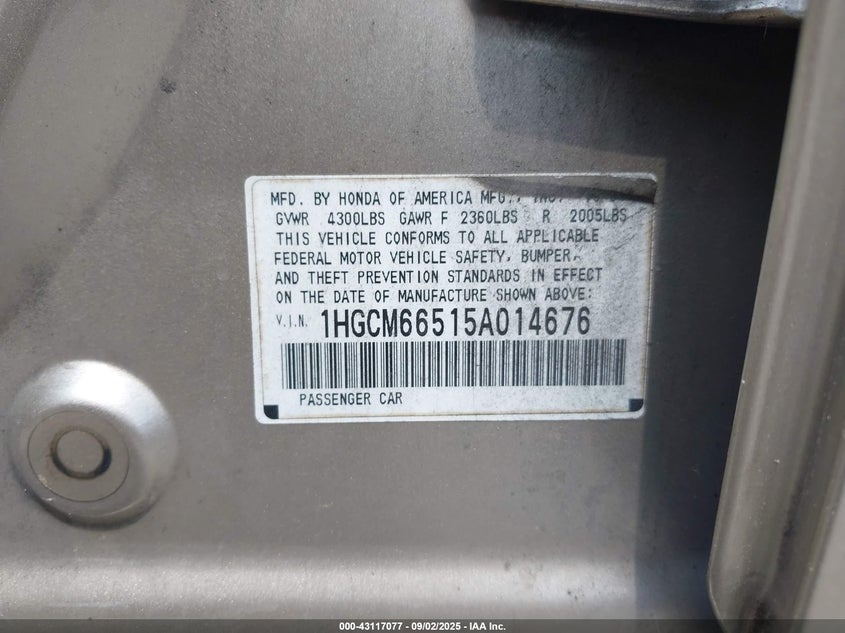 MFD. BY HONDA OF AMERICA MFG., INC.
GVWR 4300LBS GAWR F 2360LBS R 2005LBS
THIS VEHICLE CONFORMS TO ALL APPLICABLE
FEDERAL MOTOR VEHICLE SAFETY, BUMPER,
AND THEFT PREVENTION STANDARDS IN EFFECT
ON THE DATE OF MANUFACTURE SHOWN ABOVE:
V.I.N. 1HGCM66515A014676
PASSENGER CAR
000-43117077 - 09/02/2025 - IAA Inc.